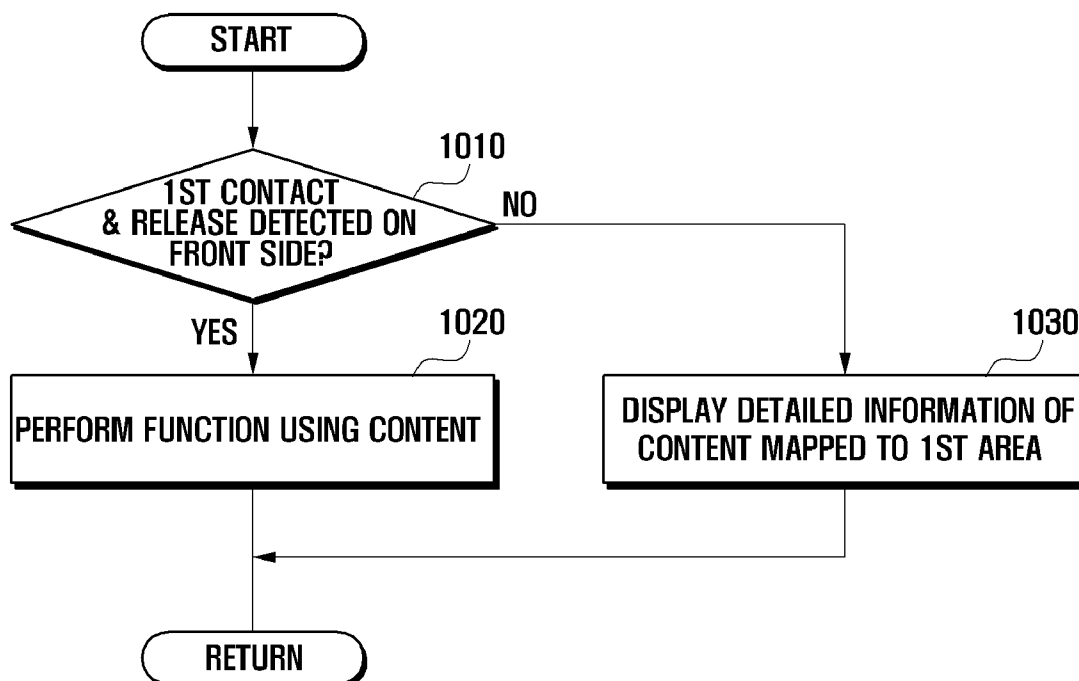 START
1010
1ST CONTACT
& RELEASE DETECTED ON
FRONT SIDE?
NO
YES
1020
1030
PERFORM FUNCTION USING CONTENT
DISPLAY DETAILED INFORMATION OF
CONTENT MAPPED TO 1ST AREA
RETURN